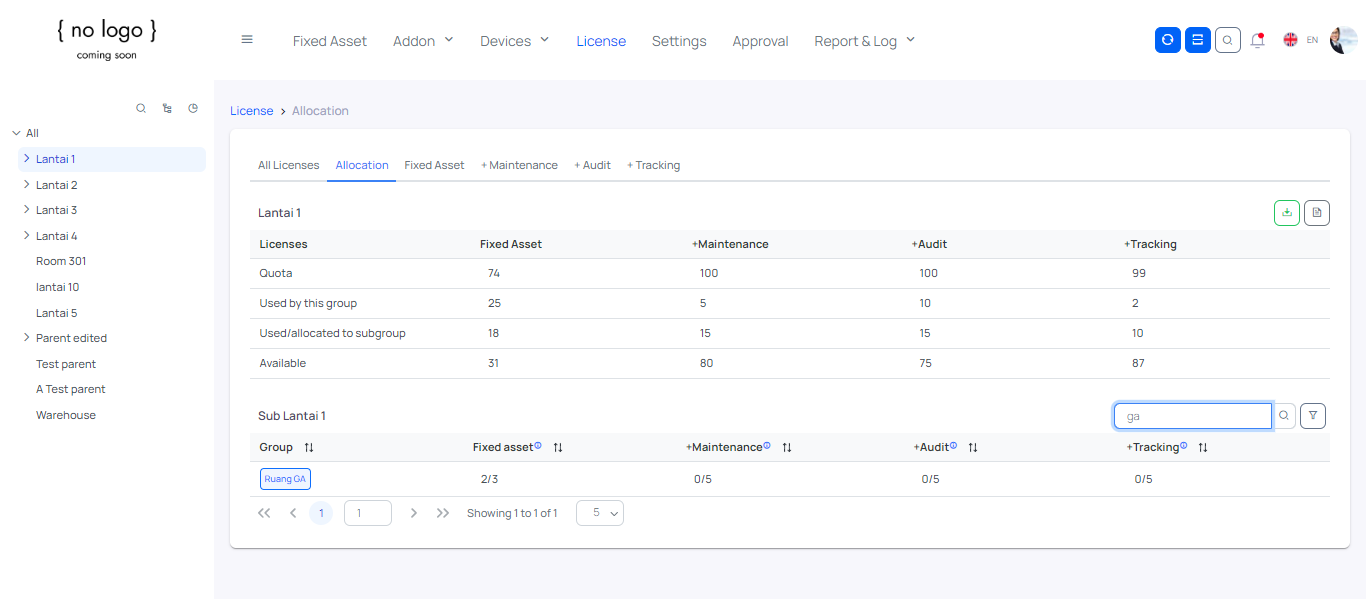 { no logo }
coming soon
Fixed Asset Addon Devices License Settings Approval Report & Log EN
All
Lantai 1
Lantai 2
Lantai 3
Lantai 4
Room 301
lantai 10
Lantai 5
Parent edited
Test parent
A Test parent
Warehouse
License > Allocation
All Licenses Allocation Fixed Asset + Maintenance + Audit + Tracking
Lantai 1
Licenses Fixed Asset +Maintenance +Audit +Tracking
Quota 74 100 100 99
Used by this group 25 5 10 2
Used/allocated to subgroup 18 15 15 10
Available 31 80 75 87
Sub Lantai 1 ga
Group Fixed asset +Maintenance +Audit +Tracking
Ruang GA 2/3 0/5 0/5 0/5
1 1 Showing 1 to 1 of 1 5